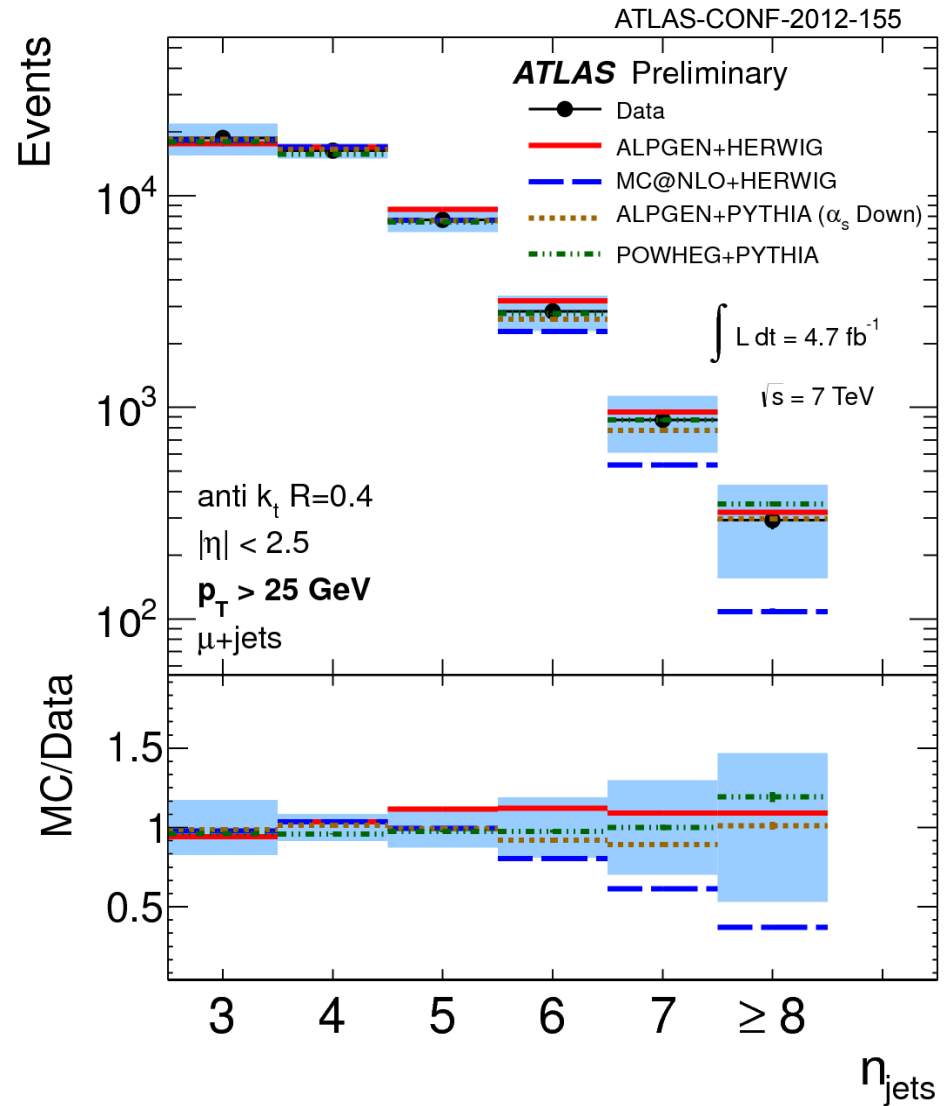 ATLAS-CONF-2012-155
Events
ATLAS Preliminary
Data
ALPGEN+HERWIG
MC@NLO+HERWIG
ALPGEN+PYTHIA (αs Down)
POWHEG+PYTHIA
∫ L dt = 4.7 fb⁻¹
√s = 7 TeV
10⁴
10³
10²
anti kt R=0.4
|η| < 2.5
pT > 25 GeV
μ+jets
MC/Data
1.5
1
0.5
3 4 5 6 7 ≥ 8
njets